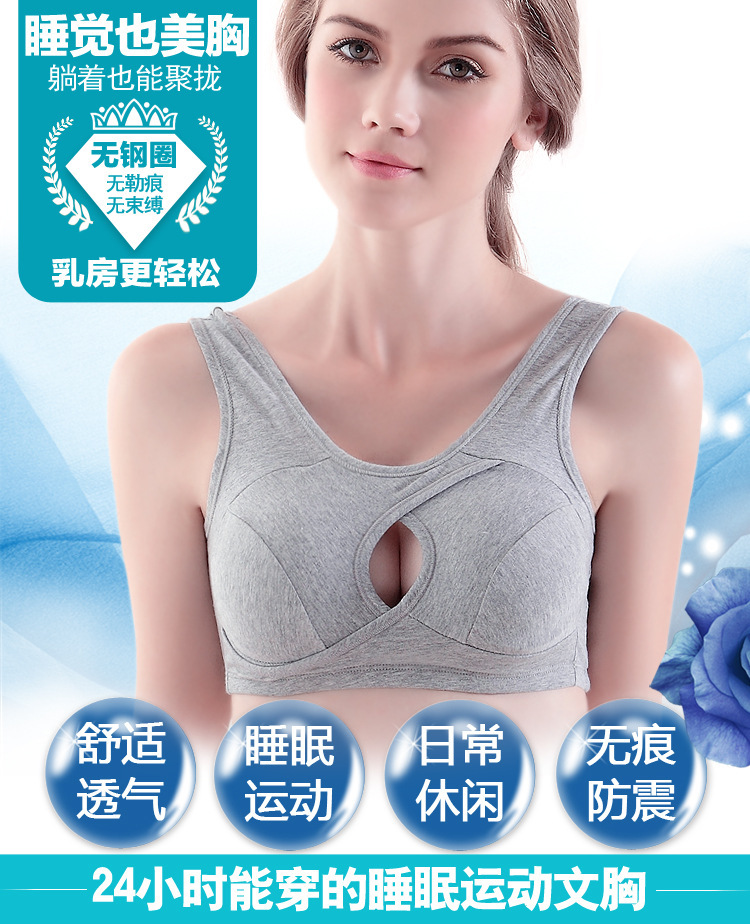 睡觉也美胸
躺着也能聚拢
无钢圈
无勒痕
无束缚
乳房更轻松
舒适
透气
睡眠
运动
日常
休闲
无痕
防震
24小时能穿的睡眠运动文胸